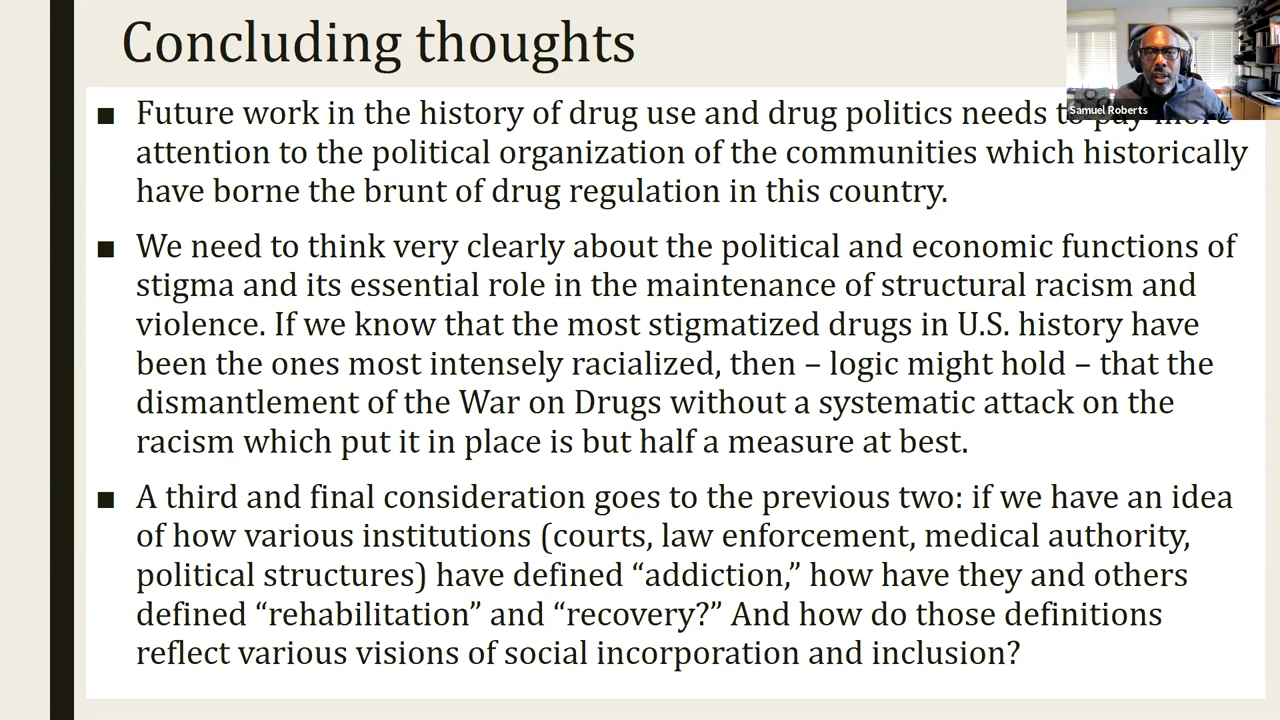 Concluding thoughts
Samuel Roberts
■ Future work in the history of drug use and drug politics needs to pay more
attention to the political organization of the communities which historically
have borne the brunt of drug regulation in this country.
■ We need to think very clearly about the political and economic functions of
stigma and its essential role in the maintenance of structural racism and
violence. If we know that the most stigmatized drugs in U.S. history have
been the ones most intensely racialized, then – logic might hold – that the
dismantlement of the War on Drugs without a systematic attack on the
racism which put it in place is but half a measure at best.
■ A third and final consideration goes to the previous two: if we have an idea
of how various institutions (courts, law enforcement, medical authority,
political structures) have defined “addiction,” how have they and others
defined “rehabilitation” and “recovery?” And how do those definitions
reflect various visions of social incorporation and inclusion?